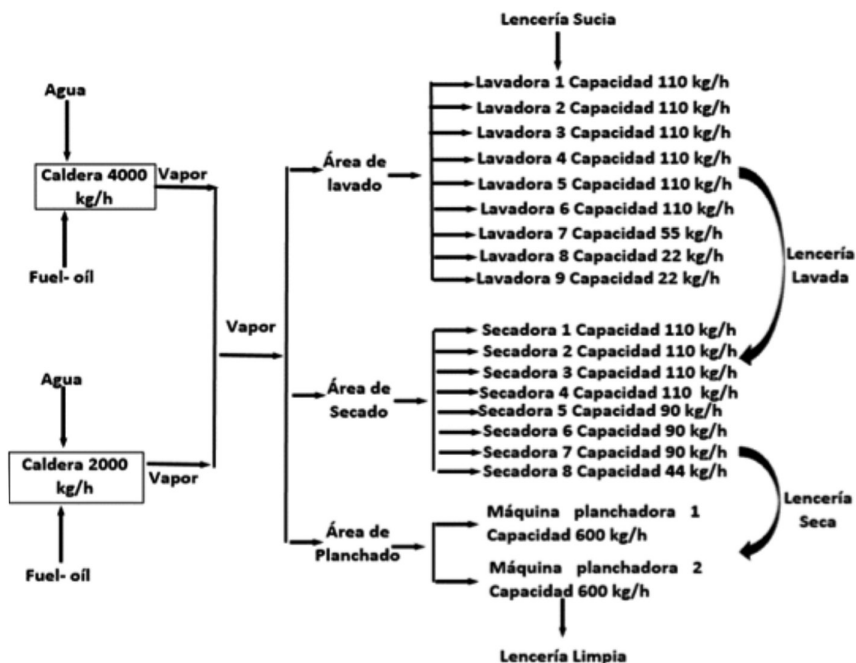 Lencería Sucia
Agua
Caldera 4000
kg/h
Vapor
Fuel- oíl
Vapor
Agua
Caldera 2000
kg/h
Vapor
Fuel- oíl
Área de
lavado
Lavadora 1 Capacidad 110 kg/h
Lavadora 2 Capacidad 110 kg/h
Lavadora 3 Capacidad 110 kg/h
Lavadora 4 Capacidad 110 kg/h
Lavadora 5 Capacidad 110 kg/h
Lavadora 6 Capacidad 110 kg/h
Lavadora 7 Capacidad 55 kg/h
Lavadora 8 Capacidad 22 kg/h
Lavadora 9 Capacidad 22 kg/h
Lencería
Lavada
Área de
Secado
Secadora 1 Capacidad 110 kg/h
Secadora 2 Capacidad 110 kg/h
Secadora 3 Capacidad 110 kg/h
Secadora 4 Capacidad 110 kg/h
Secadora 5 Capacidad 90 kg/h
Secadora 6 Capacidad 90 kg/h
Secadora 7 Capacidad 90 kg/h
Secadora 8 Capacidad 44 kg/h
Lencería
Seca
Área de
Planchado
Máquina planchadora 1
Capacidad 600 kg/h
Máquina planchadora 2
Capacidad 600 kg/h
Lencería Limpia